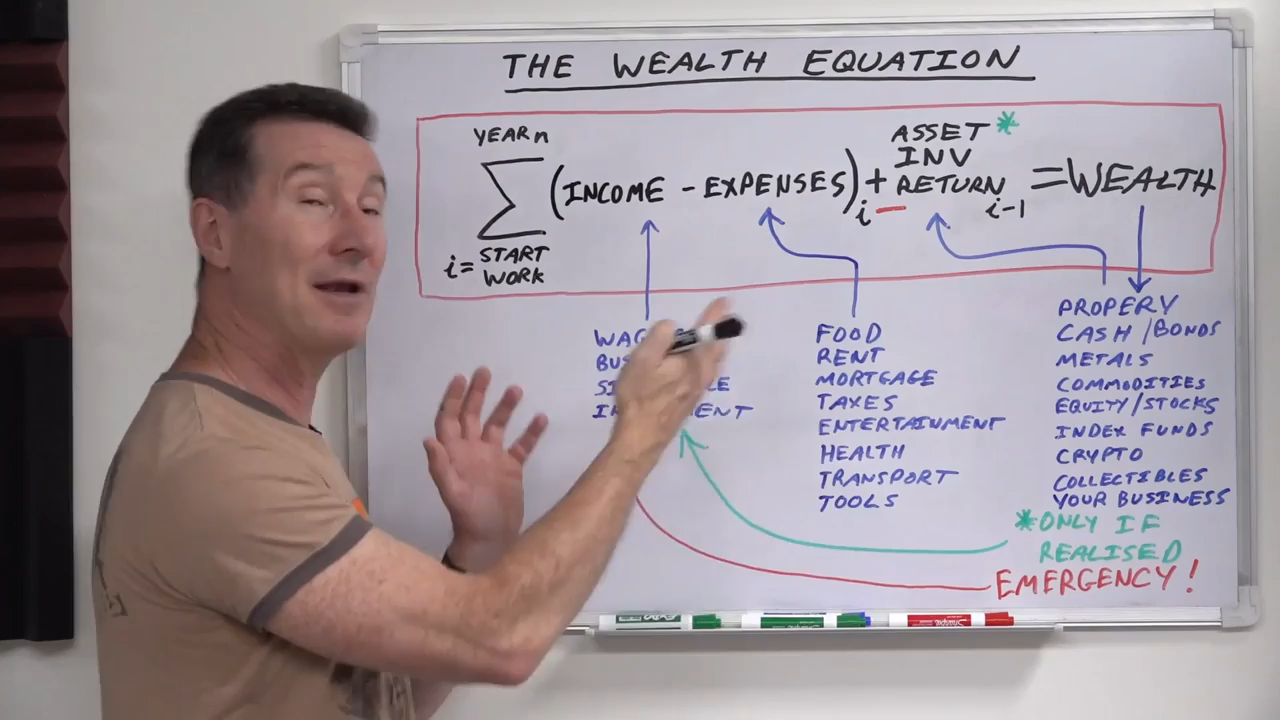 THE WEALTH EQUATION
YEAR n
∑ (INCOME - EXPENSES) i + ASSET * INV RETURN i-1 = WEALTH
i = START WORK
FOOD
RENT
MORTGAGE
TAXES
ENTERTAINMENT
HEALTH
TRANSPORT
TOOLS
PROPERY
CASH / BONDS
METALS
COMMODITIES
EQUITY / STOCKS
INDEX FUNDS
CRYPTO
COLLECTIBLES
YOUR BUSINESS
*ONLY IF
REALISED
EMERGENCY!
Sharpie